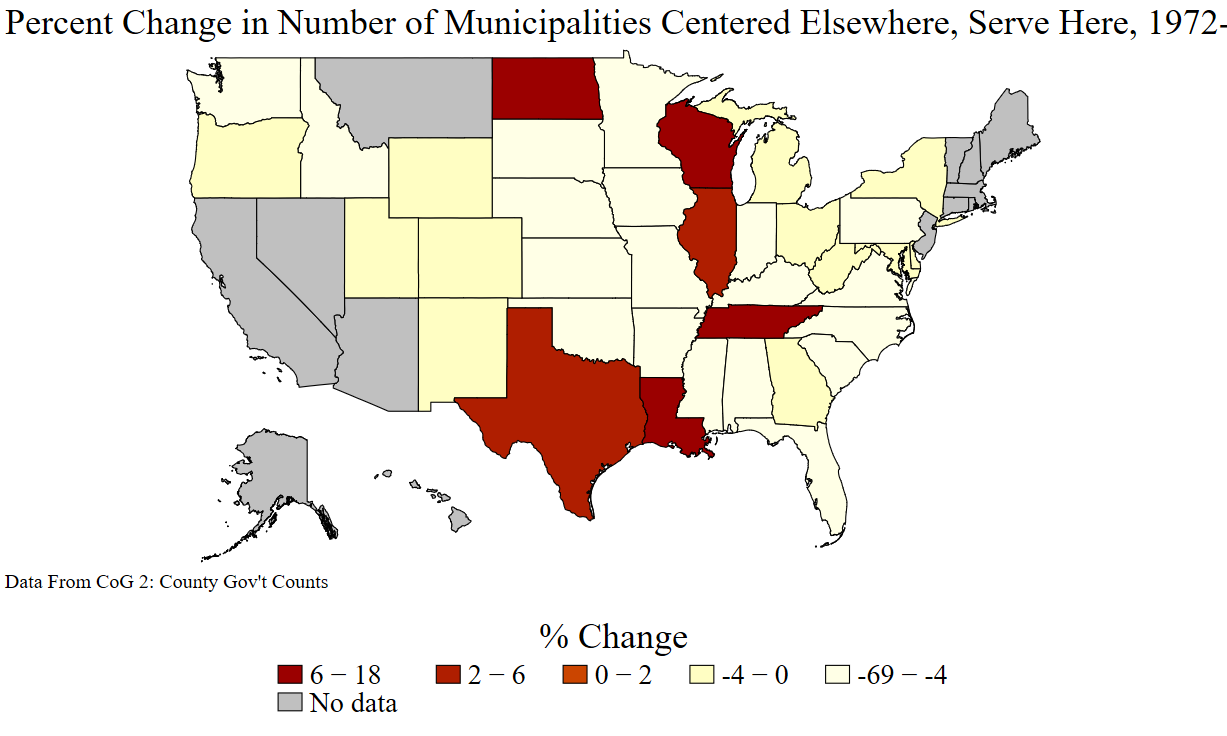 Percent Change in Number of Municipalities Centered Elsewhere, Serve Here, 1972-
Data From CoG 2: County Gov't Counts
% Change
6 − 18 2 − 6 0 − 2 -4 − 0 -69 − -4
No data